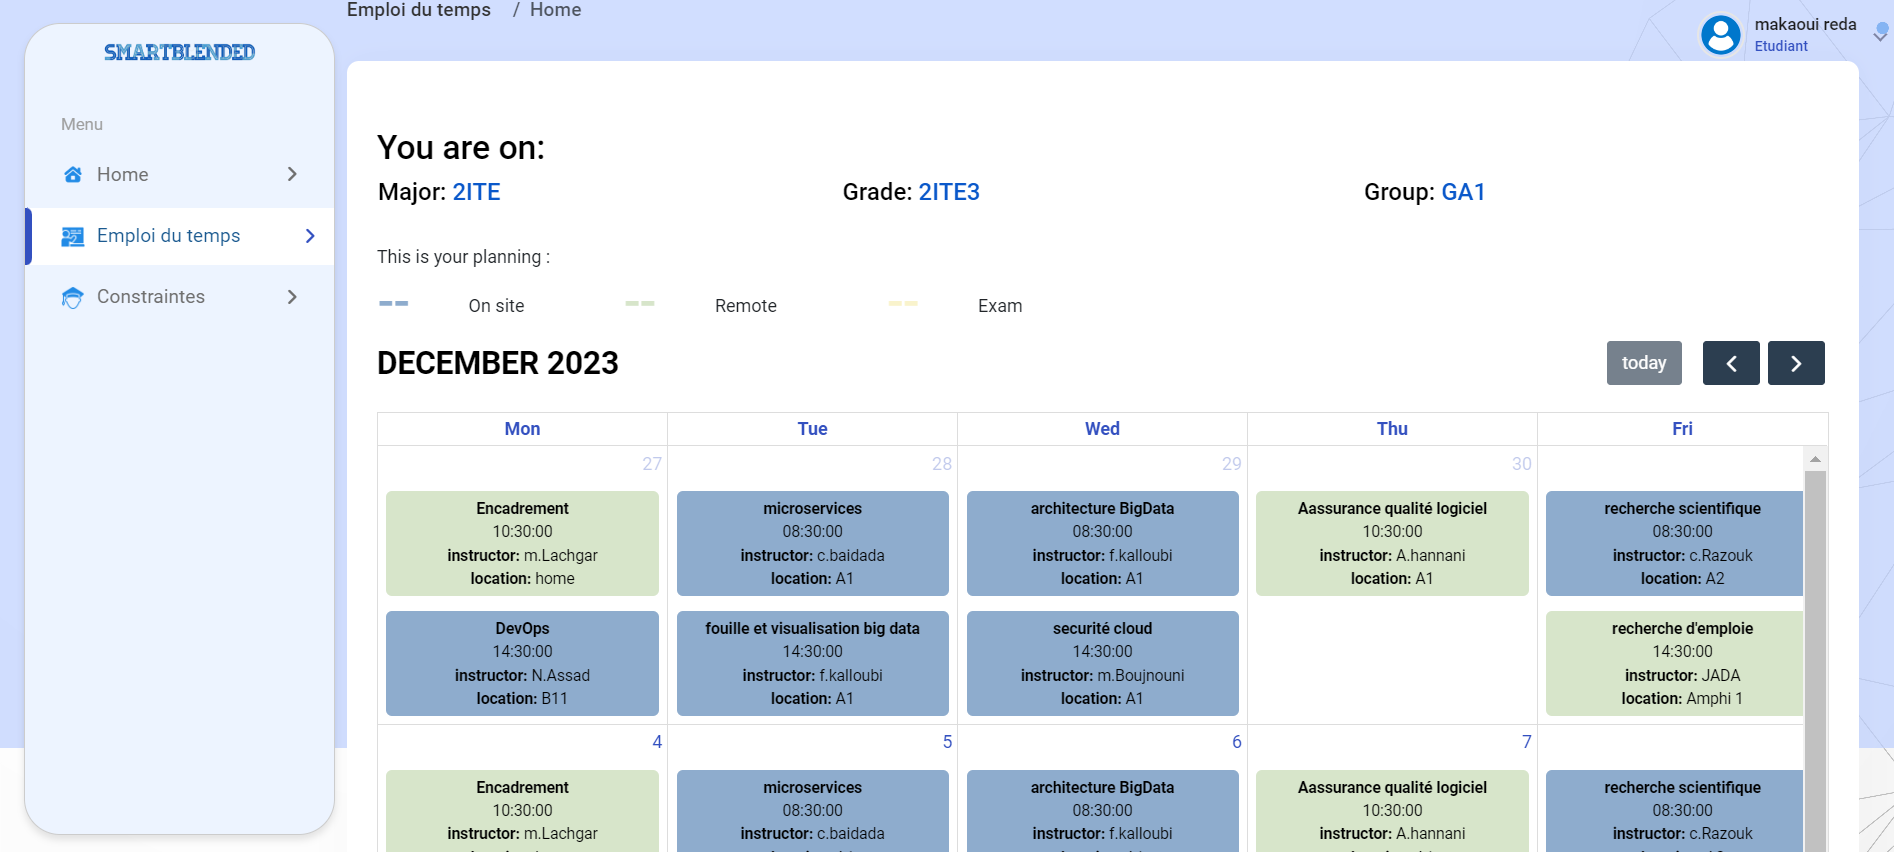 Emploi du temps / Home
makaoui reda
Etudiant
SMARTBLENDED
Menu
Home
Emploi du temps
Constraintes
You are on:
Major: 2ITE Grade: 2ITE3 Group: GA1
This is your planning :
On site Remote Exam
DECEMBER 2023
today
Mon Tue Wed Thu Fri
27 28 29 30
Encadrement
10:30:00
instructor: m.Lachgar
location: home
DevOps
14:30:00
instructor: N.Assad
location: B11
microservices
08:30:00
instructor: c.baidada
location: A1
fouille et visualisation big data
14:30:00
instructor: f.kalloubi
location: A1
architecture BigData
08:30:00
instructor: f.kalloubi
location: A1
securité cloud
14:30:00
instructor: m.Boujnouni
location: A1
Aassurance qualité logiciel
10:30:00
instructor: A.hannani
location: A1
recherche scientifique
08:30:00
instructor: c.Razouk
location: A2
recherche d'emploie
14:30:00
instructor: JADA
location: Amphi 1
4 5 6 7
Encadrement
10:30:00
instructor: m.Lachgar
microservices
08:30:00
instructor: c.baidada
architecture BigData
08:30:00
instructor: f.kalloubi
Aassurance qualité logiciel
10:30:00
instructor: A.hannani
recherche scientifique
08:30:00
instructor: c.Razouk